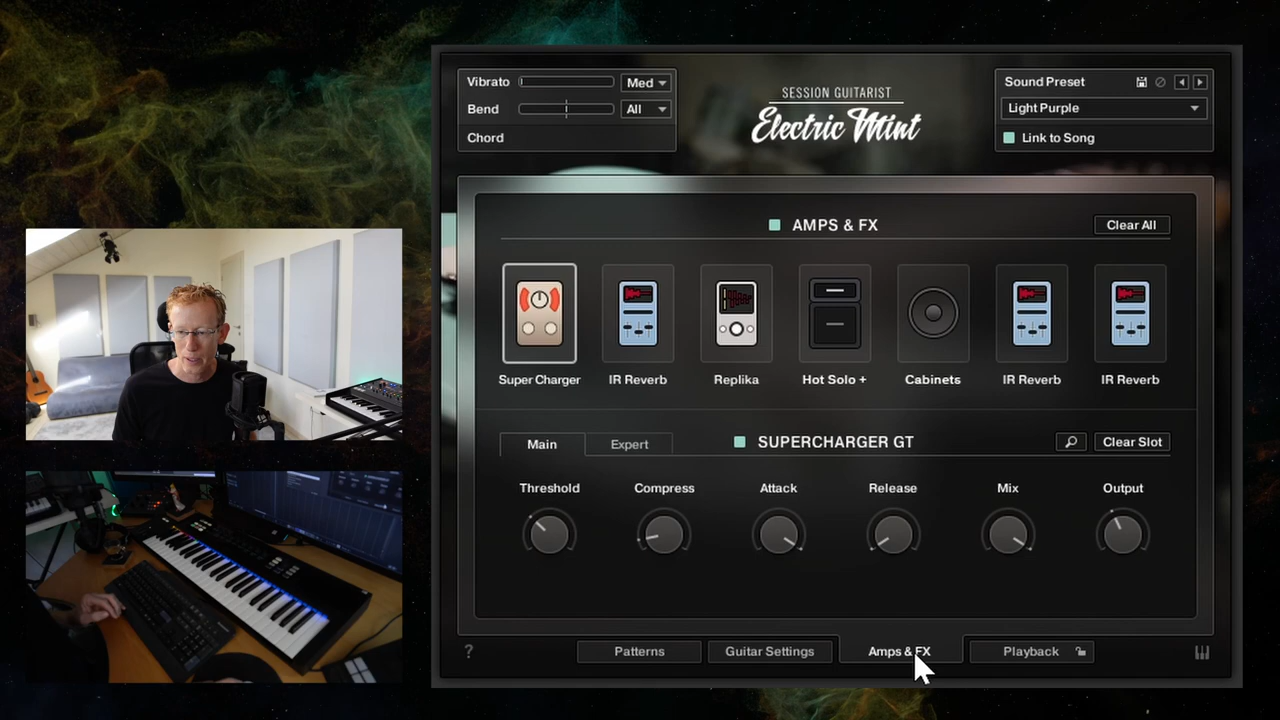 Vibrato
Med
Bend
All
Chord
SESSION GUITARIST
Electric Mint
Sound Preset
Light Purple
Link to Song
AMPS & FX
Clear All
Super Charger
IR Reverb
Replika
Hot Solo +
Cabinets
IR Reverb
IR Reverb
Main
Expert
SUPERCHARGER GT
Clear Slot
Threshold
Compress
Attack
Release
Mix
Output
?
Patterns
Guitar Settings
Amps & FX
Playback